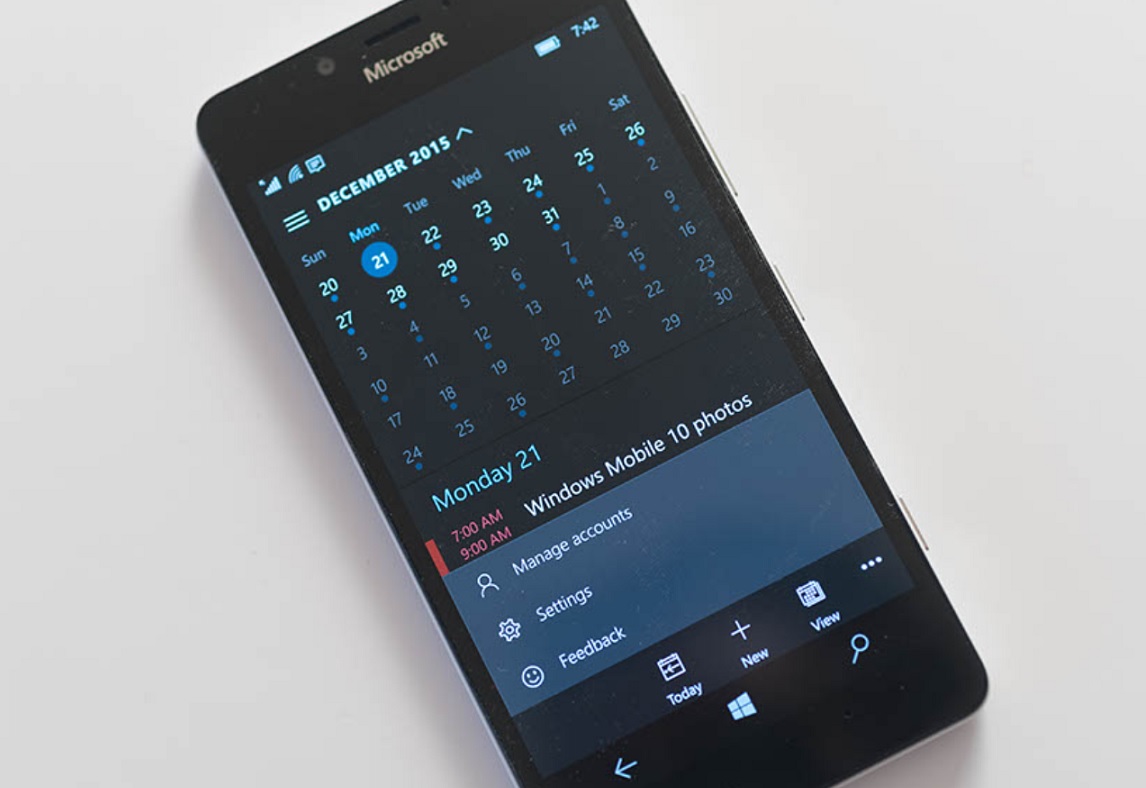 Microsoft
7:42
DECEMBER 2015
Sun Mon Tue Wed Thu Fri Sat
20 21 22 23 24 25 26
27 28 29 30 31 1 2
3 4 5 6 7 8 9
10 11 12 13 14 15 16
17 18 19 20 21 22 23
24 25 26 27 28 29 30
Monday 21
7:00 AM Windows Mobile 10 photos
9:00 AM
Manage accounts
Settings
Feedback
Today New View